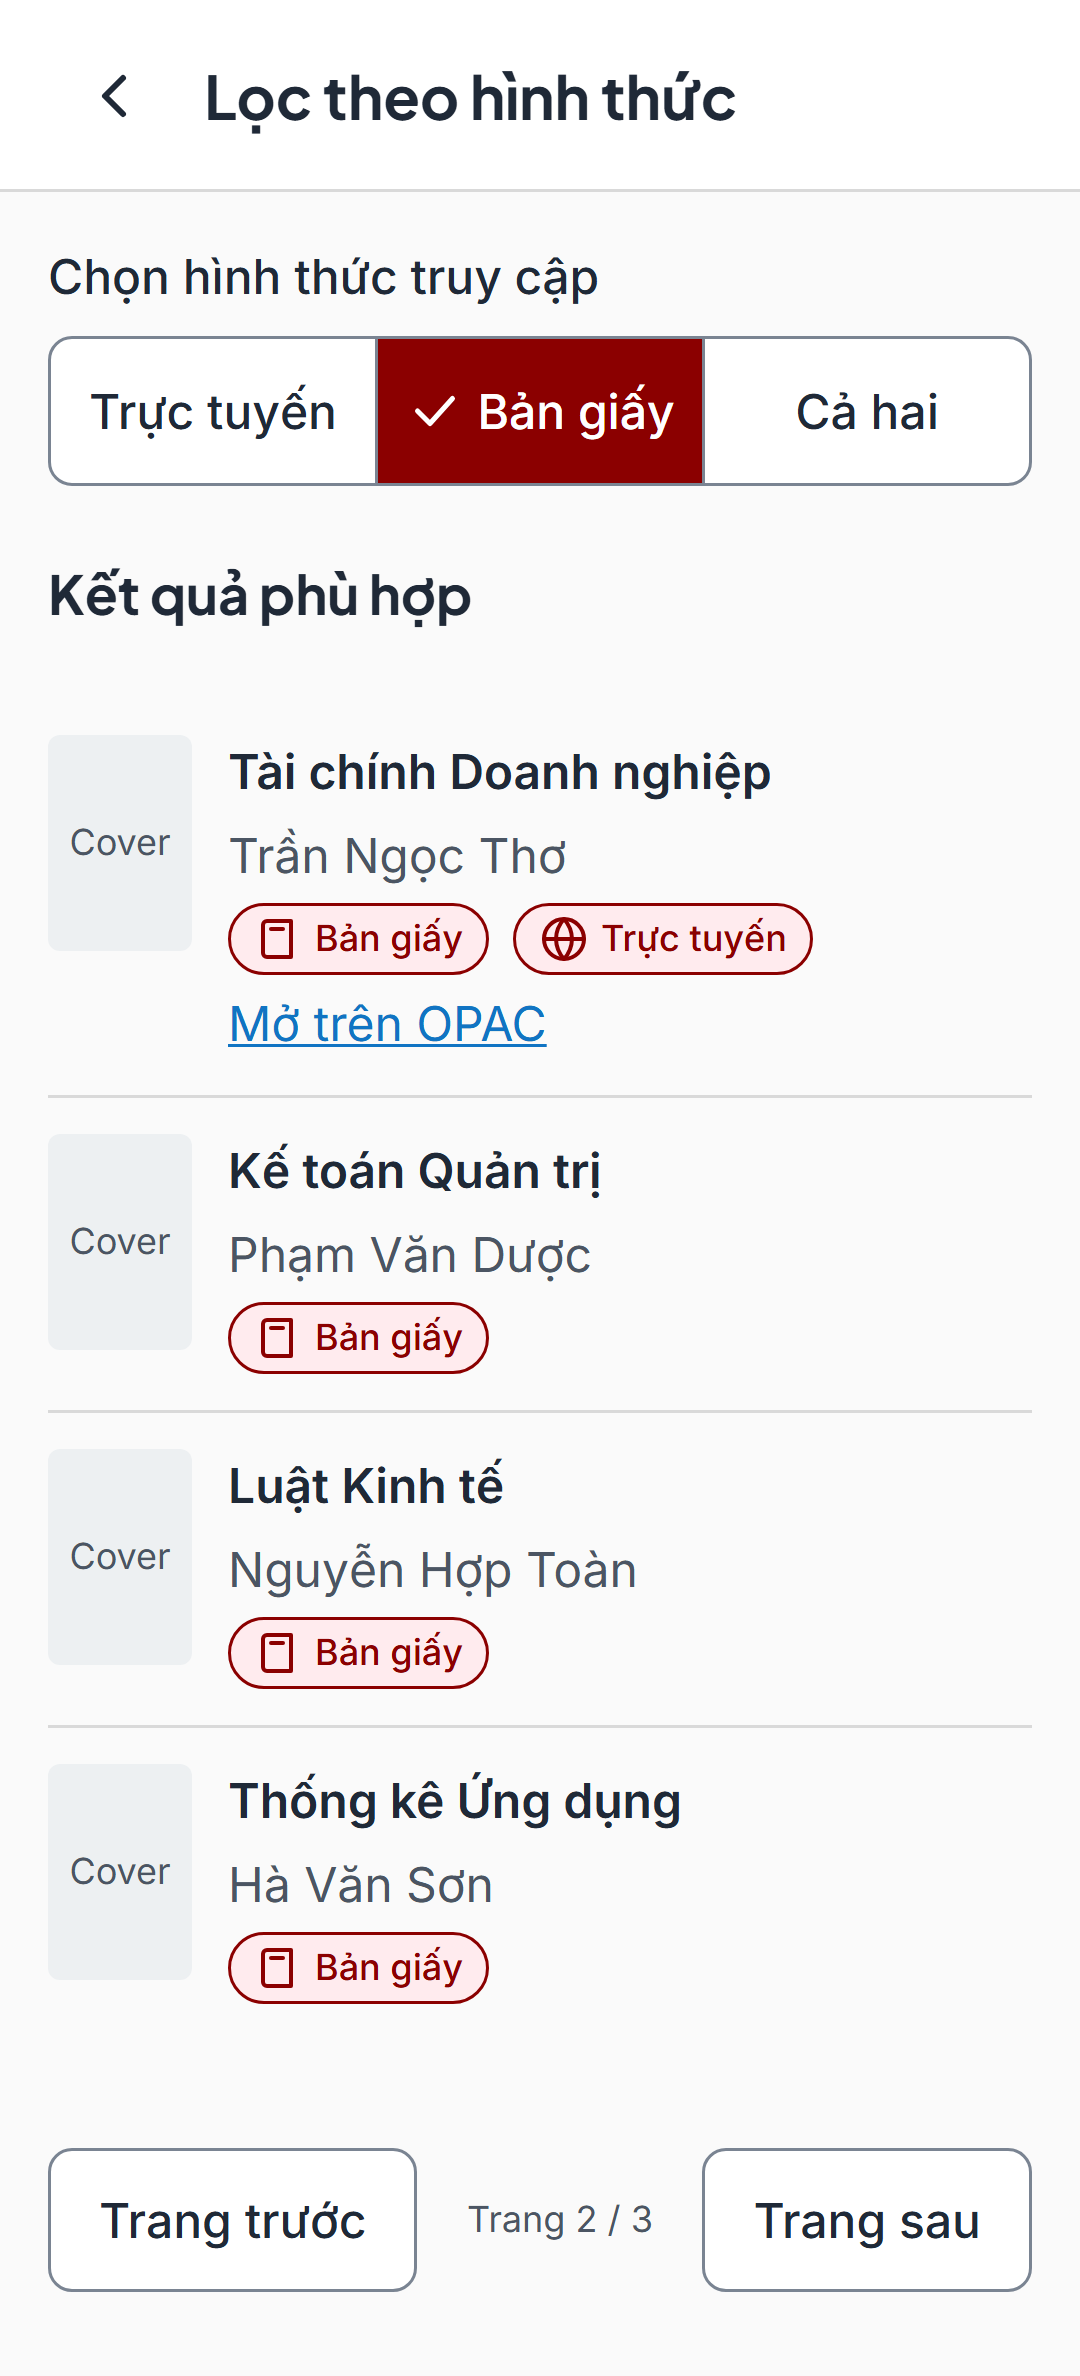 Lọc theo hình thức
Chọn hình thức truy cập
Trực tuyến
Bản giấy
Cả hai
Kết quả phù hợp
Cover
Tài chính Doanh nghiệp
Trần Ngọc Thơ
Bản giấy
Trực tuyến
Mở trên OPAC
Cover
Kế toán Quản trị
Phạm Văn Dược
Bản giấy
Cover
Luật Kinh tế
Nguyễn Hợp Toàn
Bản giấy
Cover
Thống kê Ứng dụng
Hà Văn Sơn
Bản giấy
Trang trước
Trang 2 / 3
Trang sau